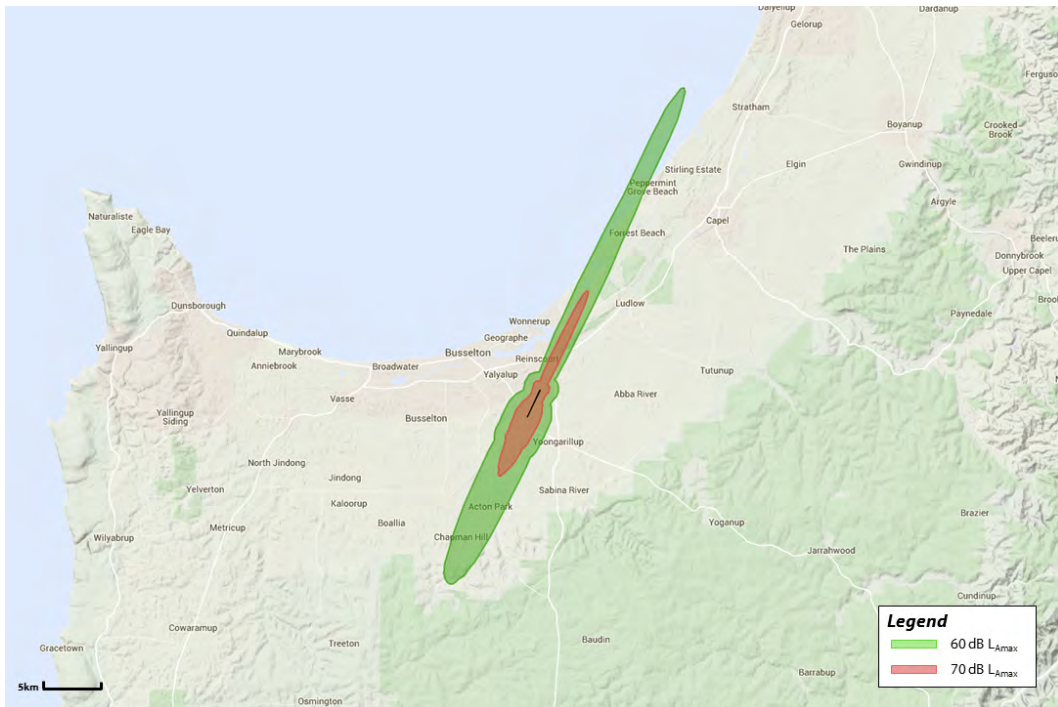 Dalyellup
Dardanup
Gelorup
Ferguso
Stratham
Boyanup
Crooked
Brook
Elgin
Gwindinup
Stirling Estate
Peppermint
Grove Beach
Argyle
Naturaliste
Eagle Bay
Capel
Forrest Beach
Beeleru
The Plains
Donnybrook
Upper Capel
Dunsborough
Ludlow
Brook
Paynedale
Wonnerup
Quindalup
Geographe
Yallingup
Marybrook
Busselton
Reinscourt
Anniebrook
Broadwater
Yalyalup
Tutunup
Vasse
Abba River
Yallingup
Siding
Busselton
Yoongarillup
North Jindong
Jindong
Yelverton
Sabina River
Kaloorup
Acton Park
Metricup
Boallia
Yoganup
Brazier
Wilyabrup
Chapman Hill
Jarrahwood
Cundinup
Cowaramup
Legend
Gracetown
Treeton
Baudin
60 dB LAmax
70 dB LAmax
Barrabup
5km
Osmington